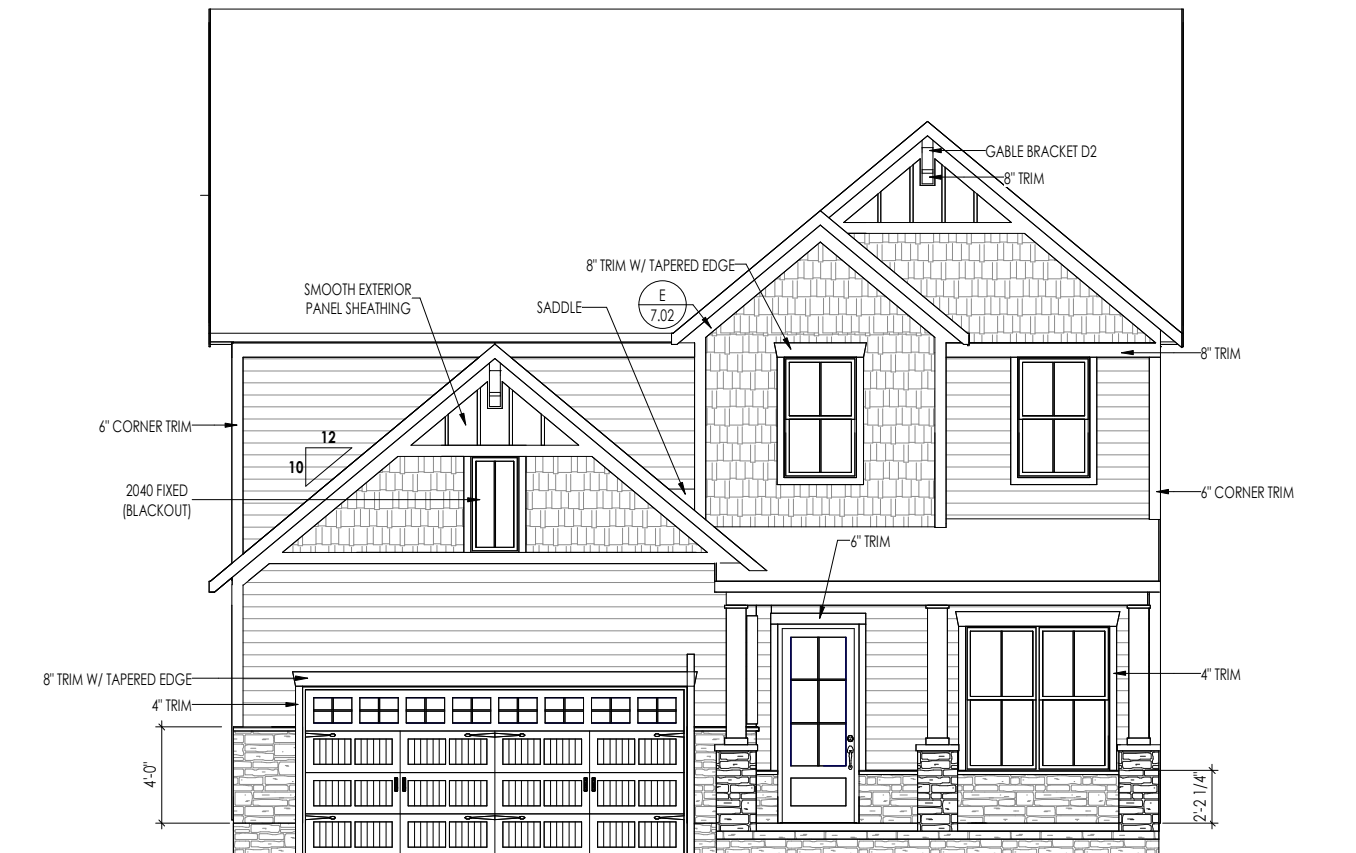 GABLE BRACKET D2
8" TRIM
8" TRIM W/ TAPERED EDGE
SMOOTH EXTERIOR
PANEL SHEATHING
SADDLE
E
7.02
8" TRIM
6" CORNER TRIM
12
10
2040 FIXED
(BLACKOUT)
6" CORNER TRIM
6" TRIM
8" TRIM W/ TAPERED EDGE
4" TRIM
4" TRIM
4'-0"
2'-2 1/4"